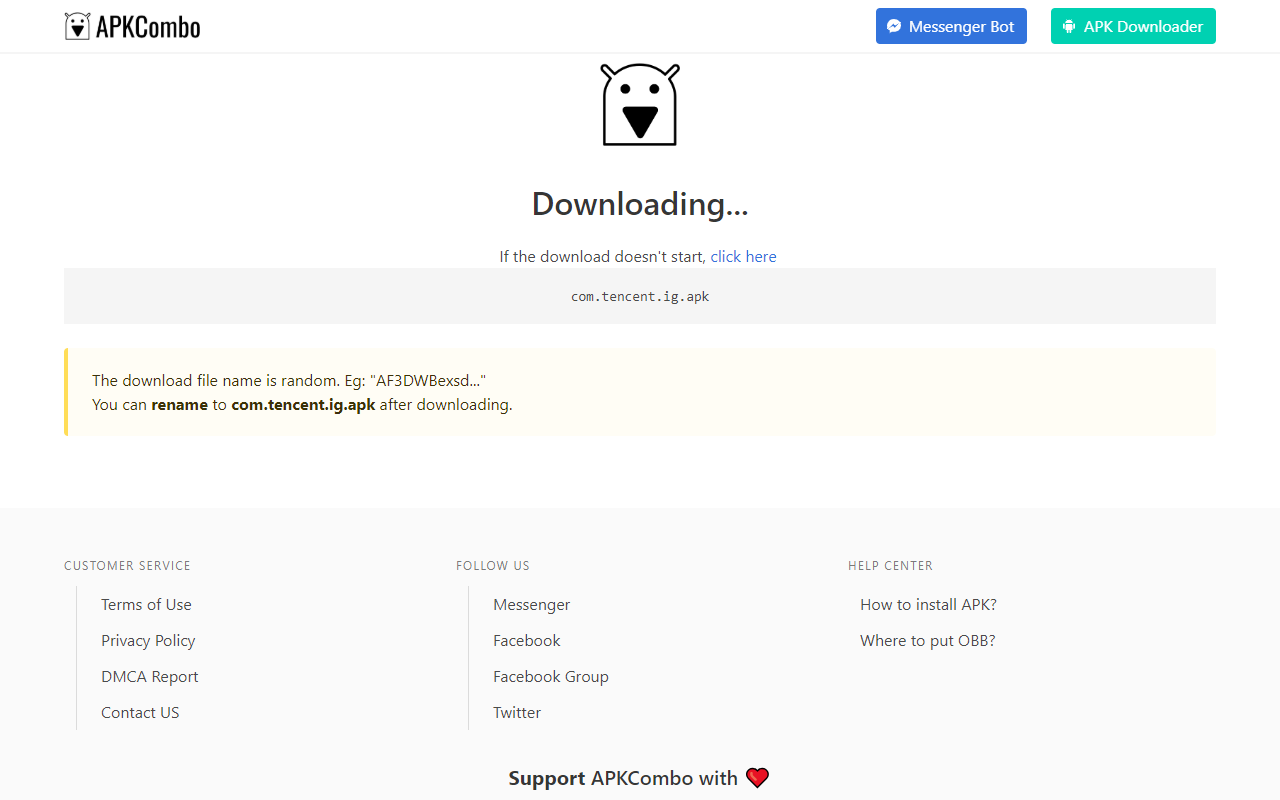 APKCombo
Messenger Bot
APK Downloader
Downloading...
If the download doesn't start, click here
com.tencent.ig.apk
The download file name is random. Eg: "AF3DWBexsd..."
You can rename to com.tencent.ig.apk after downloading.
CUSTOMER SERVICE
Terms of Use
Privacy Policy
DMCA Report
Contact US
FOLLOW US
Messenger
Facebook
Facebook Group
Twitter
HELP CENTER
How to install APK?
Where to put OBB?
Support APKCombo with